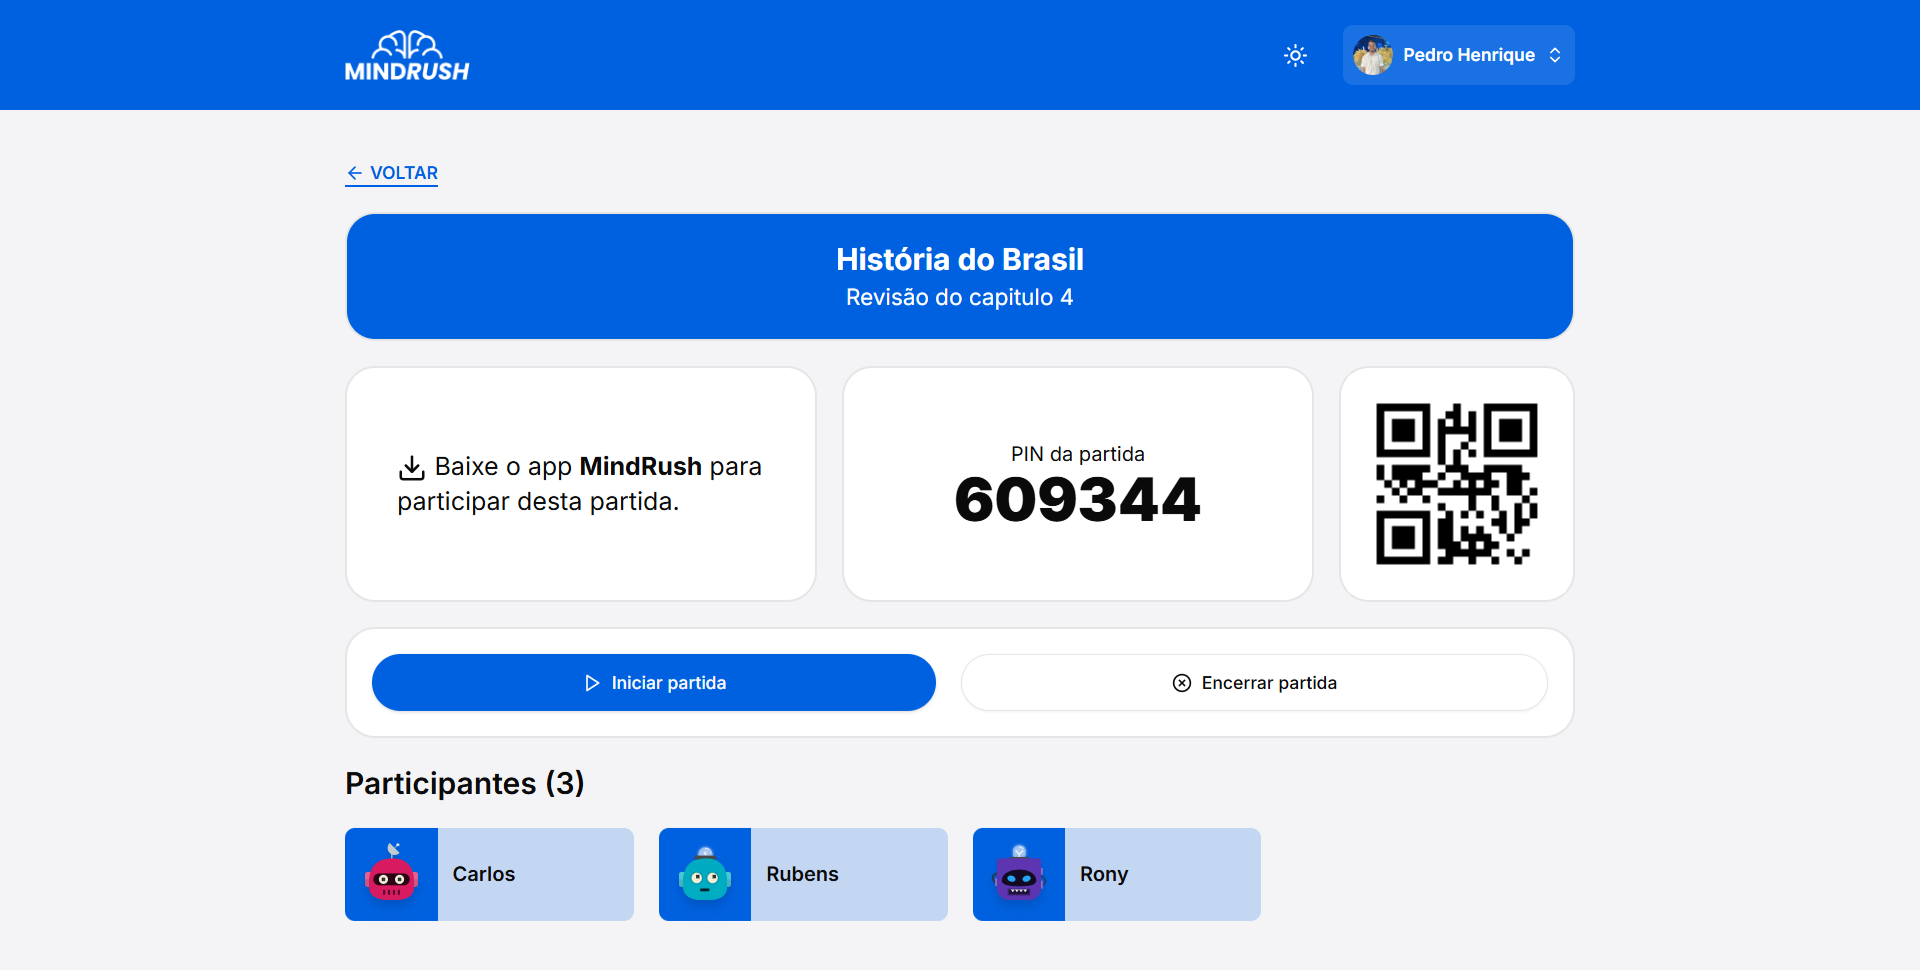 MINDRUSH
Pedro Henrique
VOLTAR
História do Brasil
Revisão do capitulo 4
Baixe o app MindRush para
participar desta partida.
PIN da partida
609344
Iniciar partida
Encerrar partida
Participantes (3)
Carlos
Rubens
Rony